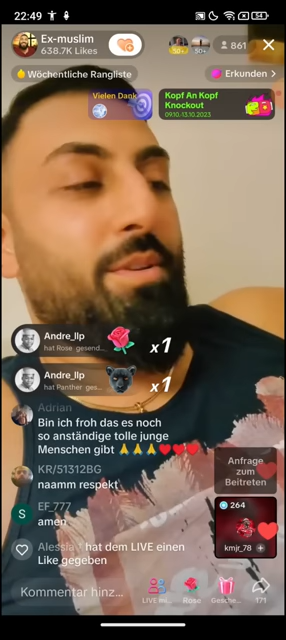 22:49
54
Ex-muslim
638.7K Likes
50+
50+
861
Wöchentliche Rangliste
Erkunden >
Vielen Dank
Kopf An Kopf
Knockout
09.10.-13.10.2023
Andre_llp
hat Rose gesend...
x1
Andre_llp
hat Panther ges...
x1
Adrian
Bin ich froh das es noch
so anständige tolle junge
Menschen gibt 🙏🙏🙏❤️❤️❤️
KR/51312BG
naamm respekt
S
EF_777
amen
Alessia hat dem LIVE einen
Like gegeben
Anfrage
zum
Beitreten
264
kmjr_78 +
Kommentar hinz...
LIVE mi...
Rose
Gesche...
171